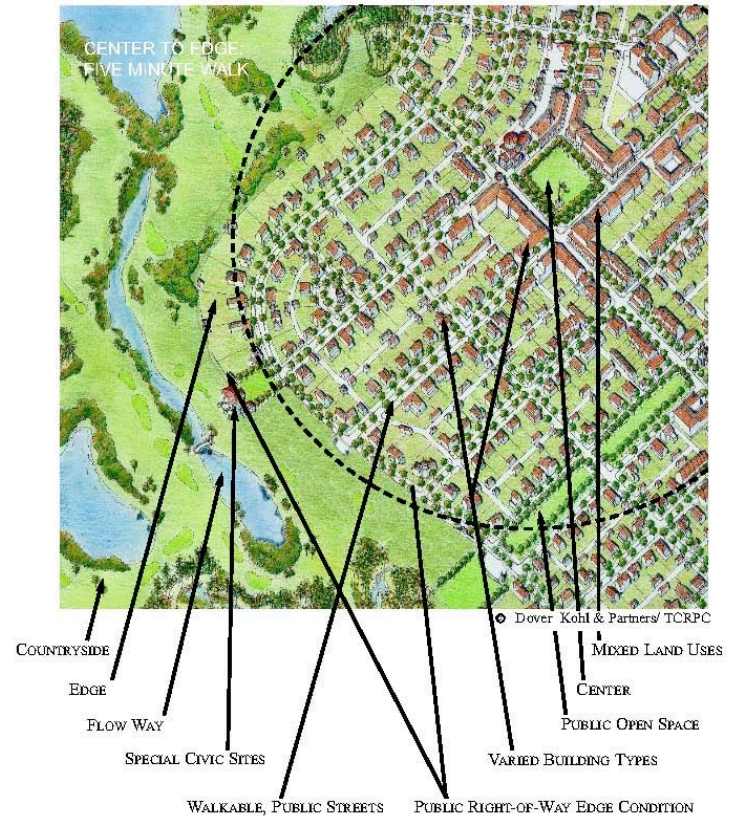 CENTER TO EDGE:
FIVE MINUTE WALK
© Dover Kohl & Partners/ TCRPC
COUNTRYSIDE
MIXED LAND USES
EDGE
CENTER
FLOW WAY
PUBLIC OPEN SPACE
SPECIAL CIVIC SITES
VARIED BUILDING TYPES
WALKABLE, PUBLIC STREETS
PUBLIC RIGHT-OF-WAY EDGE CONDITION